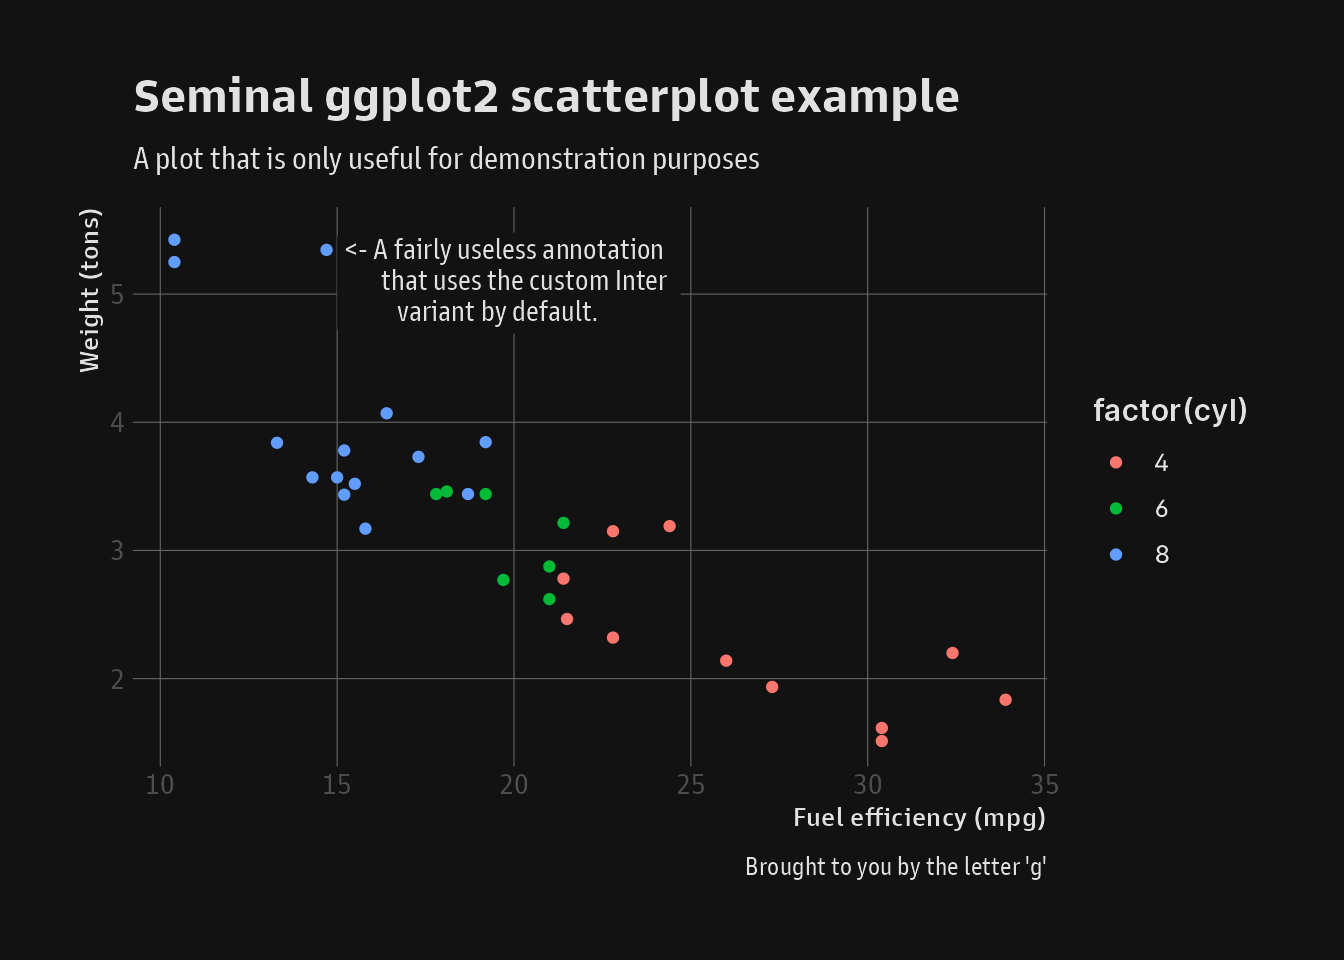 Seminal ggplot2 scatterplot example
A plot that is only useful for demonstration purposes
Weight (tons)
5
4
3
2
<- A fairly useless annotation
that uses the custom Inter
variant by default.
factor(cyl)
4
6
8
10 15 20 25 30 35
Fuel efficiency (mpg)
Brought to you by the letter 'g'